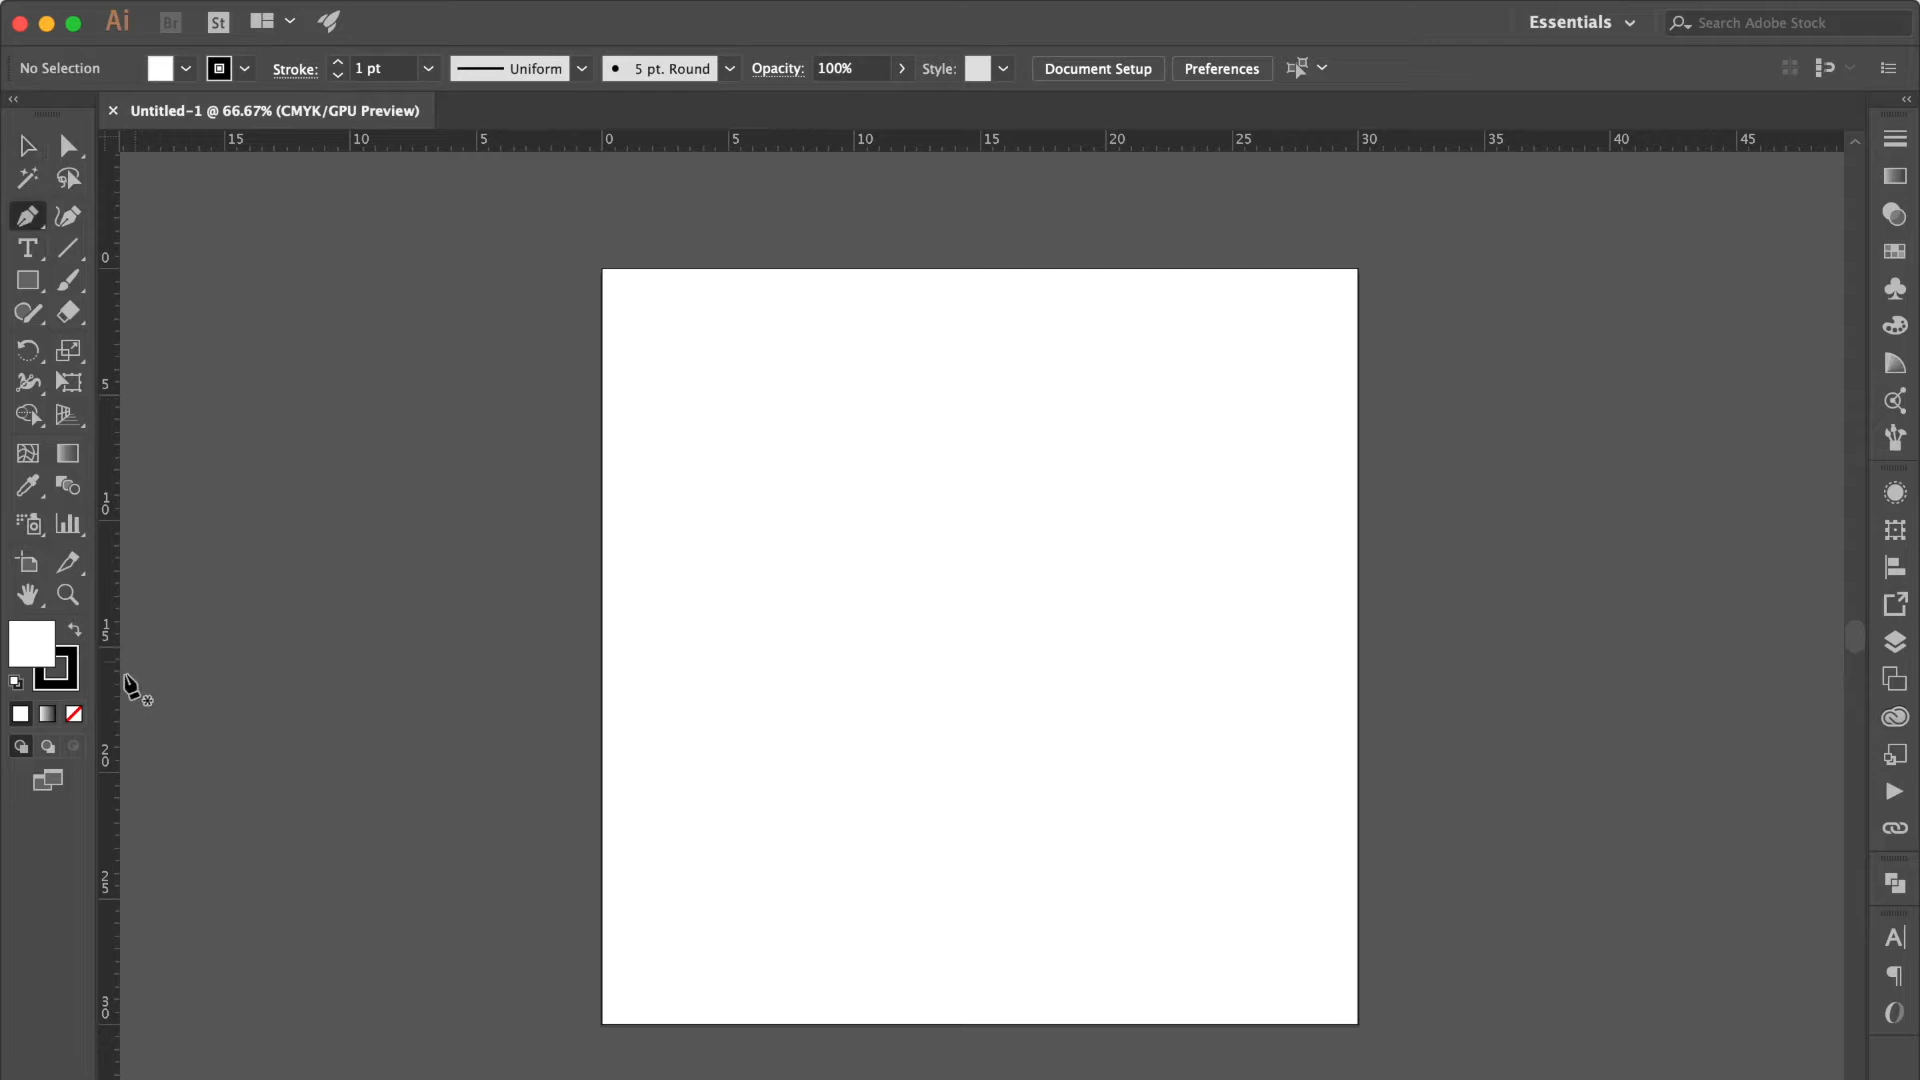 Ai Br St Essentials Search Adobe Stock
No Selection Stroke: 1 pt Uniform 5 pt. Round Opacity: 100% Style: Document Setup Preferences
Untitled-1 @ 66.67% (CMYK/GPU Preview)
15 10 5 0 5 10 15 20 25 30 35 40 45
0
5
10
15
20
25
30